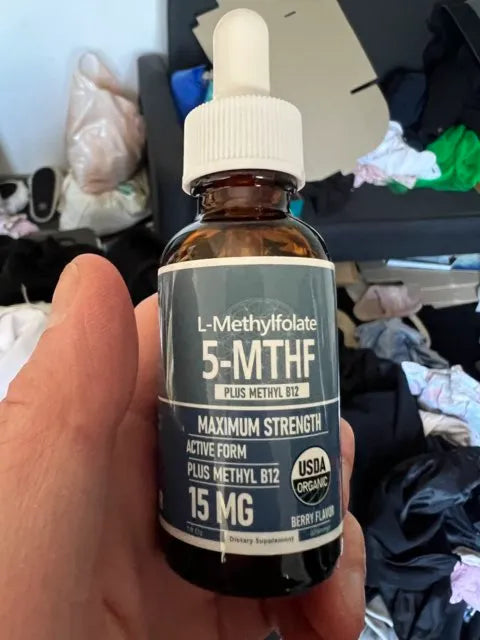 L-Methylfolate
5-MTHF
PLUS METHYL B12
MAXIMUM STRENGTH
ACTIVE FORM
PLUS METHYL B12
15 MG
USDA
ORGANIC
BERRY FLAVOR
Dietary Supplement